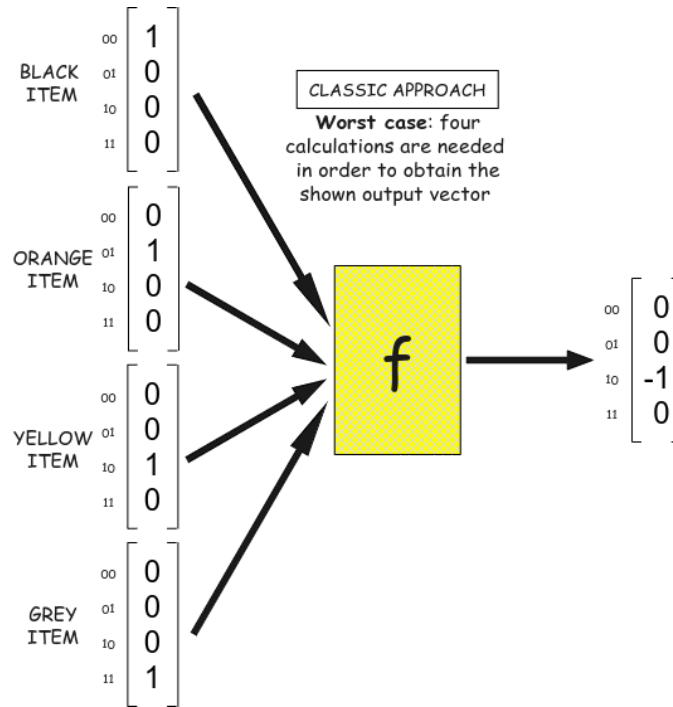 BLACK
ITEM
00 1
01 0
10 0
11 0
CLASSIC APPROACH
Worst case: four
calculations are needed
in order to obtain the
shown output vector
ORANGE
ITEM
00 0
01 1
10 0
11 0
f
00 0
01 0
10 -1
11 0
YELLOW
ITEM
00 0
01 0
10 1
11 0
GREY
ITEM
00 0
01 0
10 0
11 1